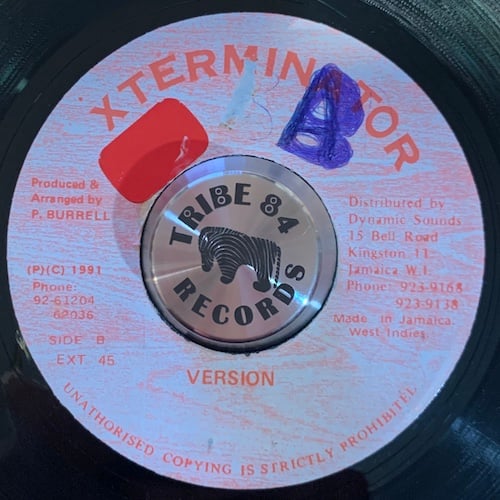 XTERMINATOR
B
TRIBE 84
RECORDS
Produced &
Arranged by
P. BURRELL
(P)(C) 1991
Phone:
92-61204
62036
SIDE B
EXT. 45
Distributed by
Dynamic Sounds
15 Bell Road
Kingston 11.
Jamaica W.I.
Phone: 923-9168
923-9138
Made in Jamaica.
West Indies.
VERSION
UNATHORISED COPYING IS STRICTLY PROHIBITED